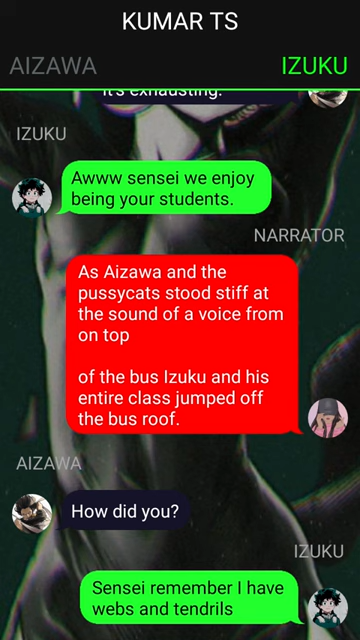 KUMAR TS
AIZAWA
IZUKU
it's exhausting.
IZUKU
Awww sensei we enjoy
being your students.
NARRATOR
As Aizawa and the
pussycats stood stiff at
the sound of a voice from
on top
of the bus Izuku and his
entire class jumped off
the bus roof.
AIZAWA
How did you?
IZUKU
Sensei remember I have
webs and tendrils